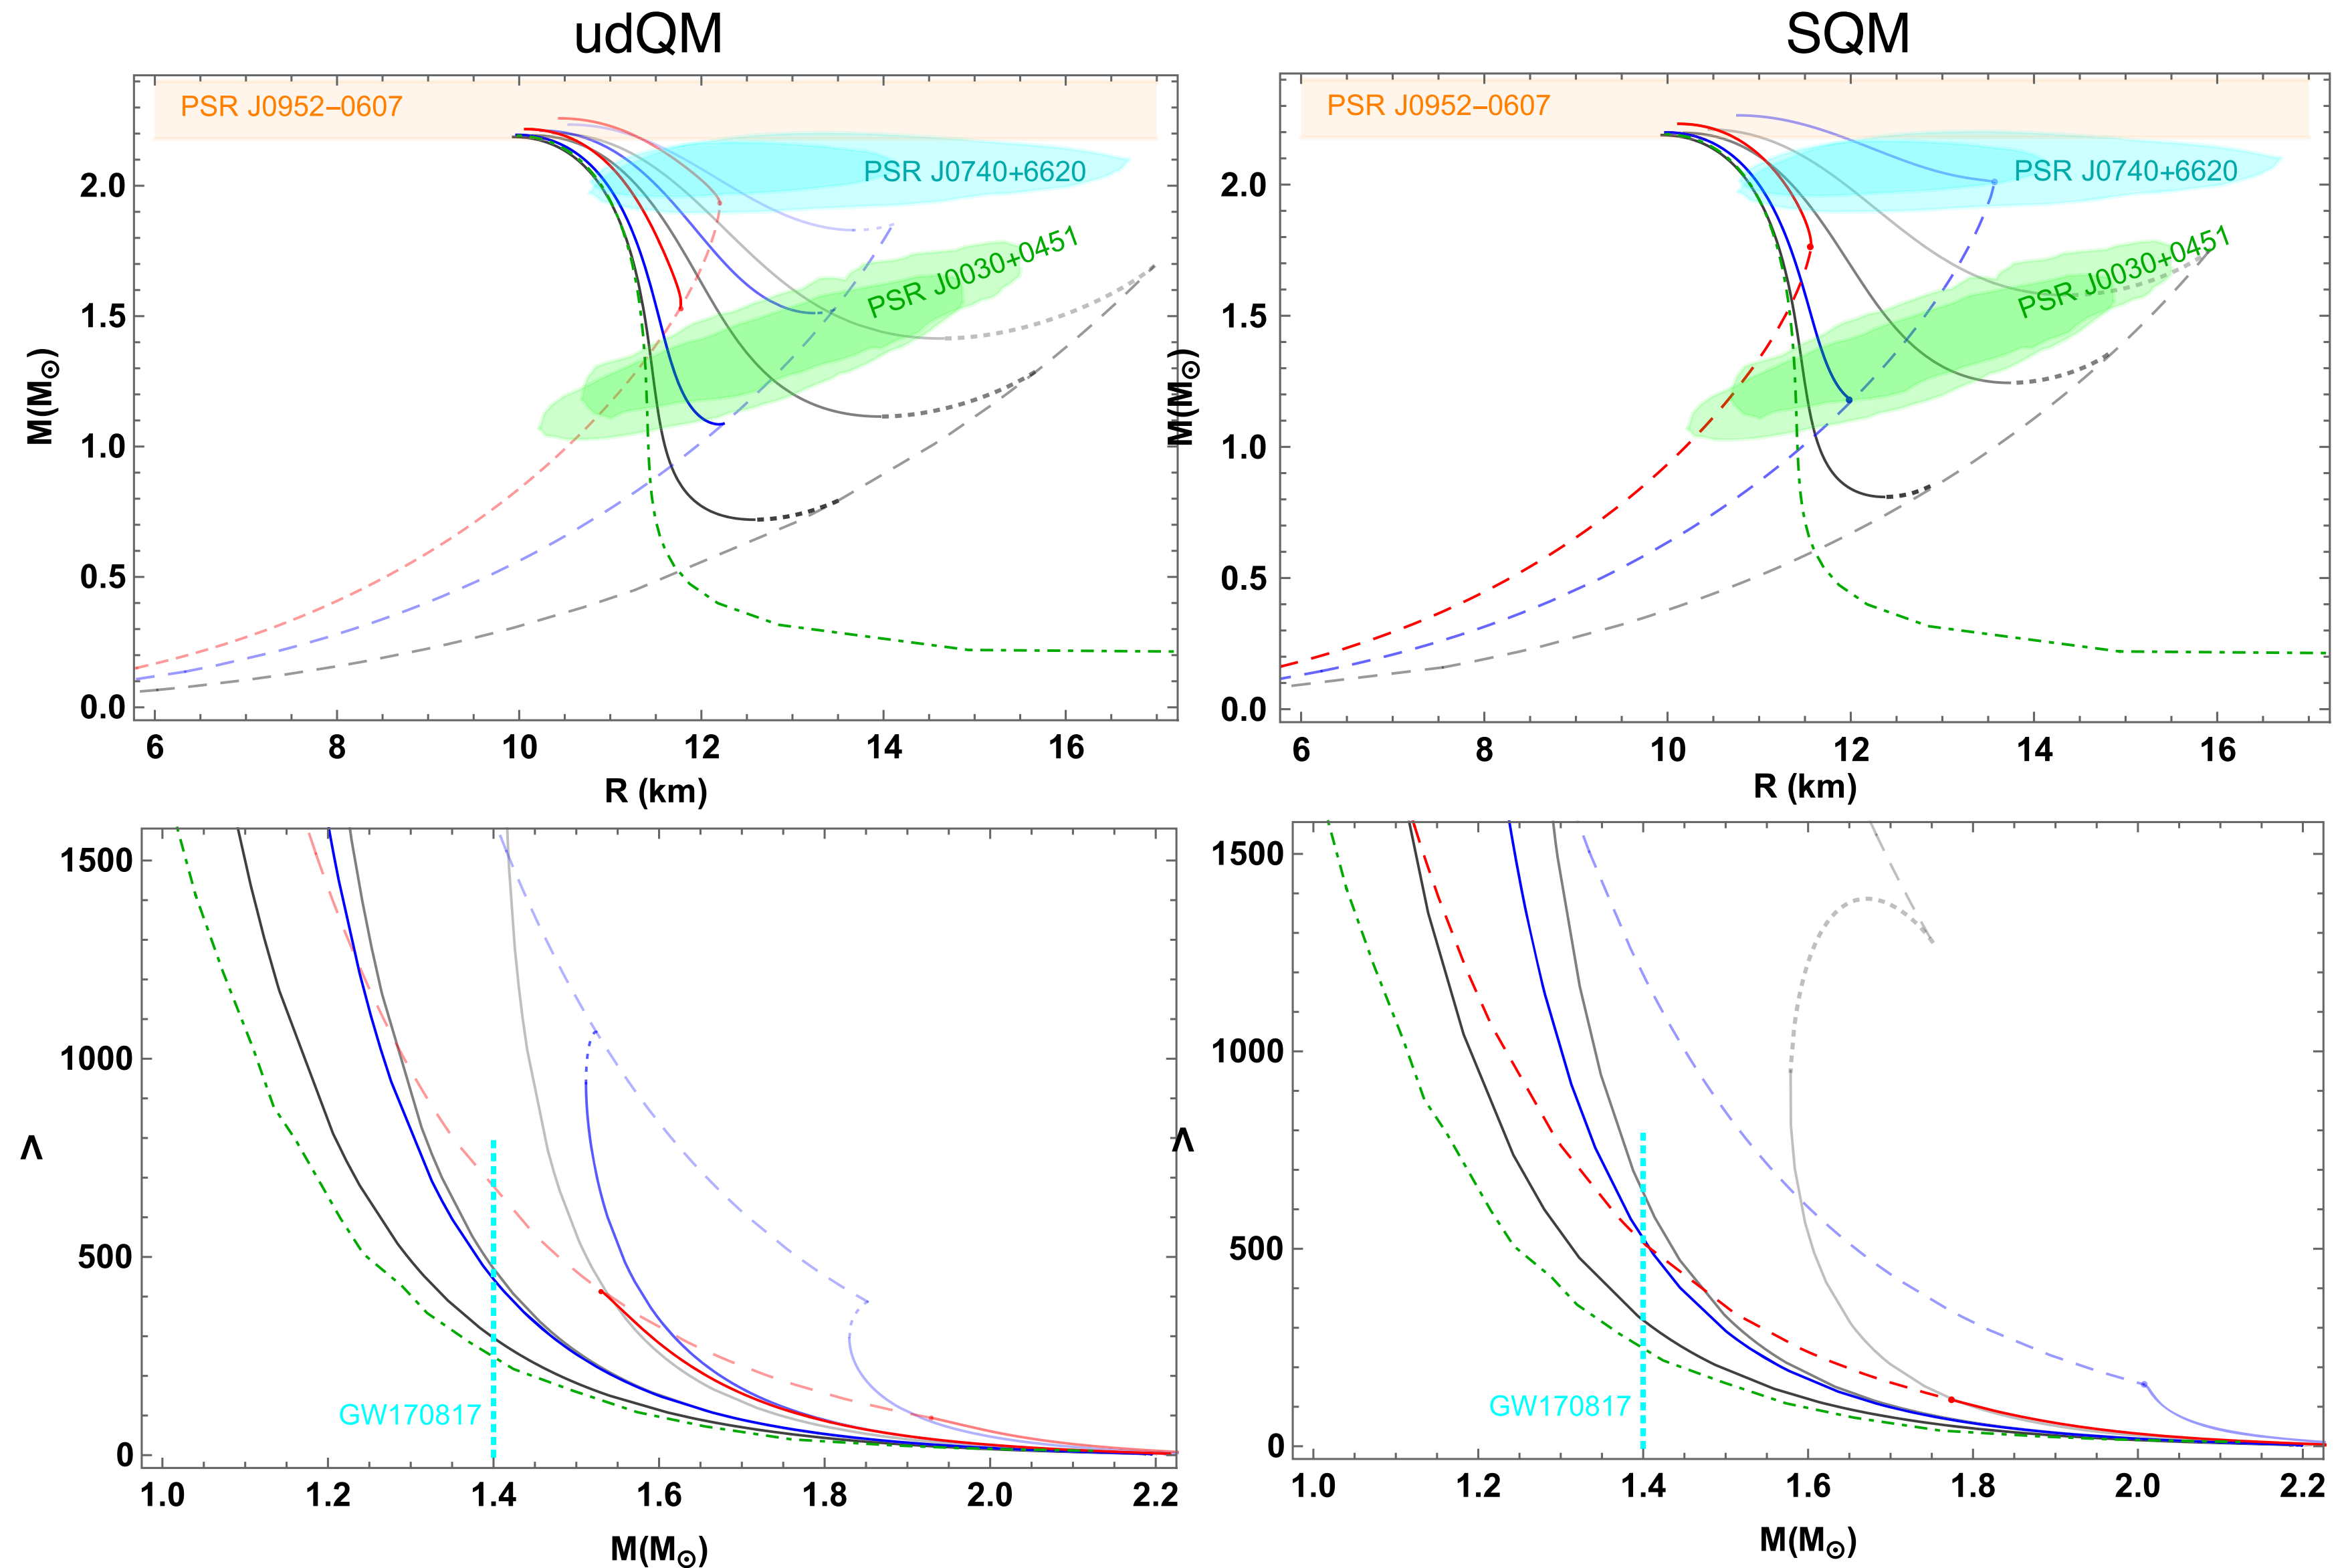 udQM
SQM
PSR J0952−0607
PSR J0740+6620
PSR J0030+0451
2.0
1.5
1.0
0.5
0.0
M(M⊙)
6 8 10 12 14 16
R (km)
PSR J0952−0607
PSR J0740+6620
PSR J0030+0451
2.0
1.5
1.0
0.5
0.0
M(M⊙)
6 8 10 12 14 16
R (km)
1500
1000
500
0
Λ
GW170817
1.0 1.2 1.4 1.6 1.8 2.0 2.2
M(M⊙)
1500
1000
500
0
Λ
GW170817
1.0 1.2 1.4 1.6 1.8 2.0 2.2
M(M⊙)